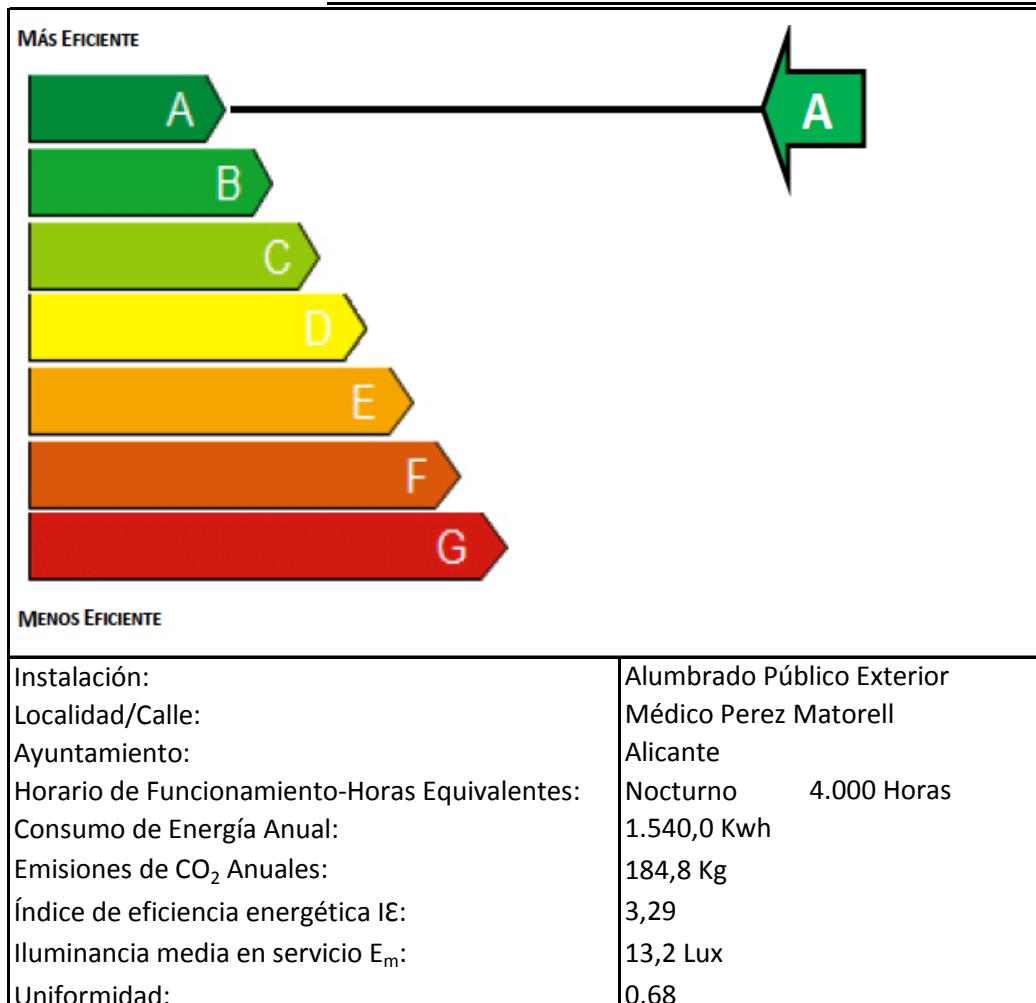 MÁS EFICIENTE
A A
B
C
D
E
F
G
MENOS EFICIENTE
Instalación: Alumbrado Público Exterior
Localidad/Calle: Médico Perez Matorell
Ayuntamiento: Alicante
Horario de Funcionamiento-Horas Equivalentes: Nocturno 4.000 Horas
Consumo de Energía Anual: 1.540,0 Kwh
Emisiones de CO₂ Anuales: 184,8 Kg
Índice de eficiencia energética IƐ: 3,29
Iluminancia media en servicio Eₘ: 13,2 Lux
Uniformidad: 0,68